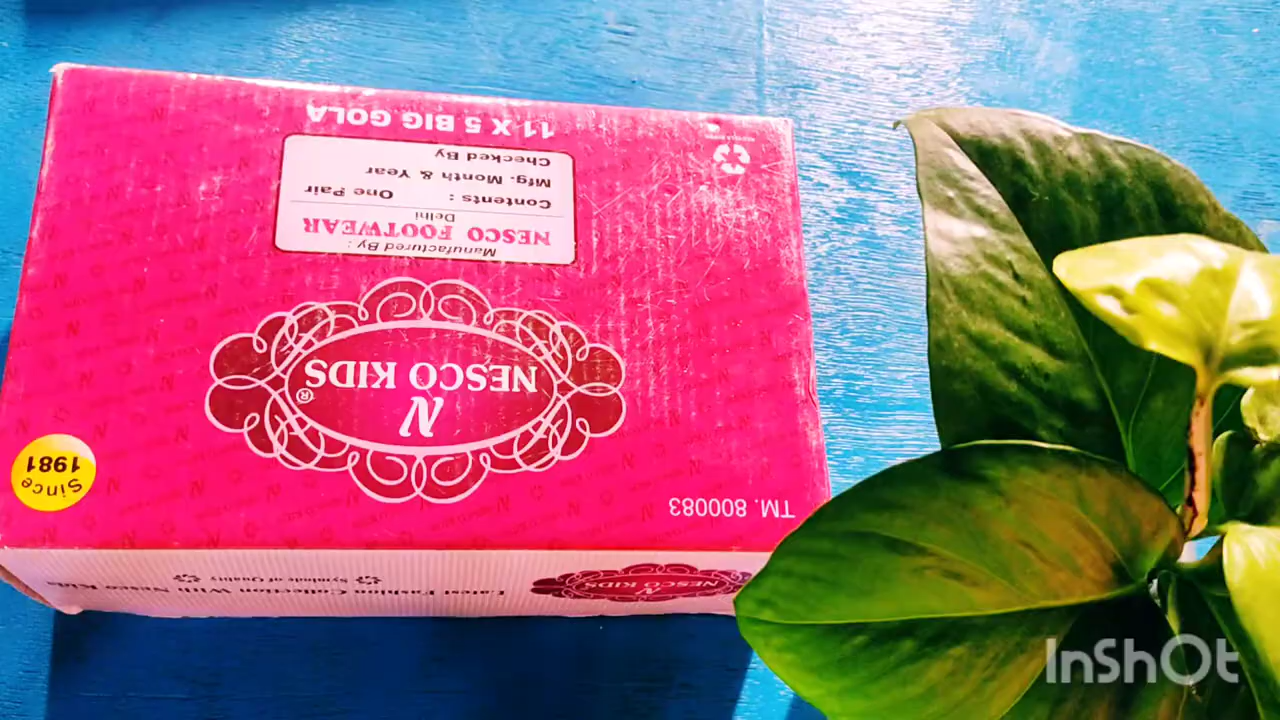 TM. 800083
Since
1981
N
NESCO KIDS
®
Manufactured By :
NESCO FOOTWEAR
Delhi
Contents : One Pair
Mfg. Month & Year
Checked By
11 X 5 BIG GOLA
N
NESCO KIDS
Latest Fashion Collection With Nesco Kids
Symbole of Quality
InShOt